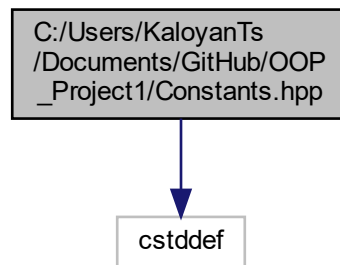 C:/Users/KaloyanTs
/Documents/GitHub/OOP
_Project1/Constants.hpp
cstddef